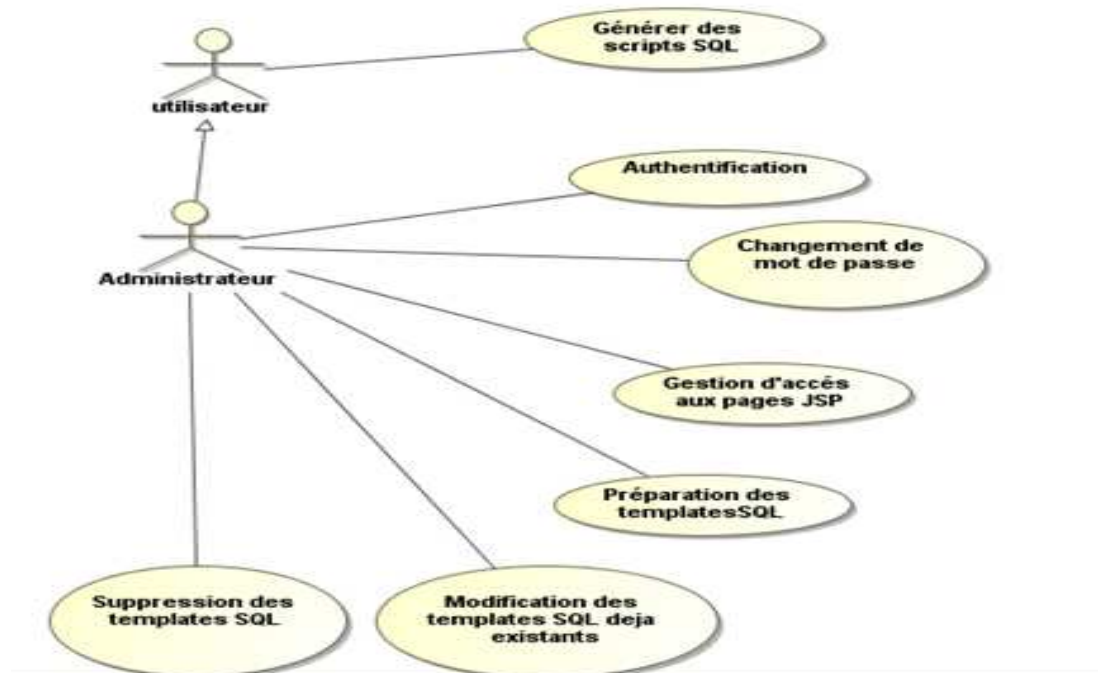 Générer des
scripts SQL
utilisateur
Authentification
Changement de
mot de passe
Administrateur
Gestion d'accés
aux pages JSP
Préparation des
templatesSQL
Suppression des
templates SQL
Modification des
templates SQL deja
existants